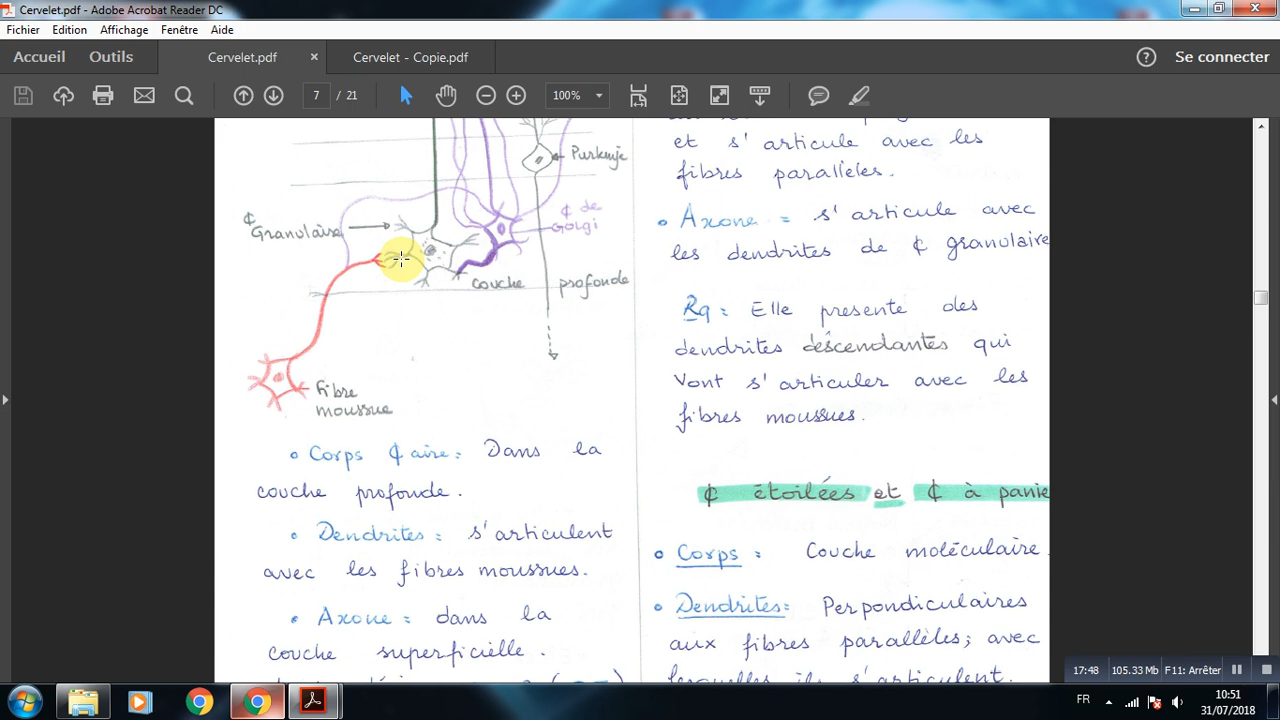 Cervelet.pdf - Adobe Acrobat Reader DC
Fichier Edition Affichage Fenêtre Aide
Accueil Outils Cervelet.pdf × Cervelet - Copie.pdf ? Se connecter
7 / 21 100%
Purkinje
¢ Granulaire
¢ de Golgi
couche profonde
Fibre
moussue
• Corps ¢aire : Dans la
couche profonde.
• Dendrites : s'articulent
avec les fibres moussues.
• Axone : dans la
couche superficielle.
et s'articule avec les
fibres parallèles.
• Axone = s'articule avec
les dendrites de ¢ granulaire
Rq : Elle presente des
dendrites descendantes qui
vont s'articuler avec les
fibres moussues.
¢ étoilées et ¢ à panie
• Corps : Couche moléculaire.
• Dendrites : Perpondiculaires
aux fibres parallèles; avec
lesquelles ils s'articulent.
17:48 105.33 Mb F11: Arrêter
FR 10:51
31/07/2018